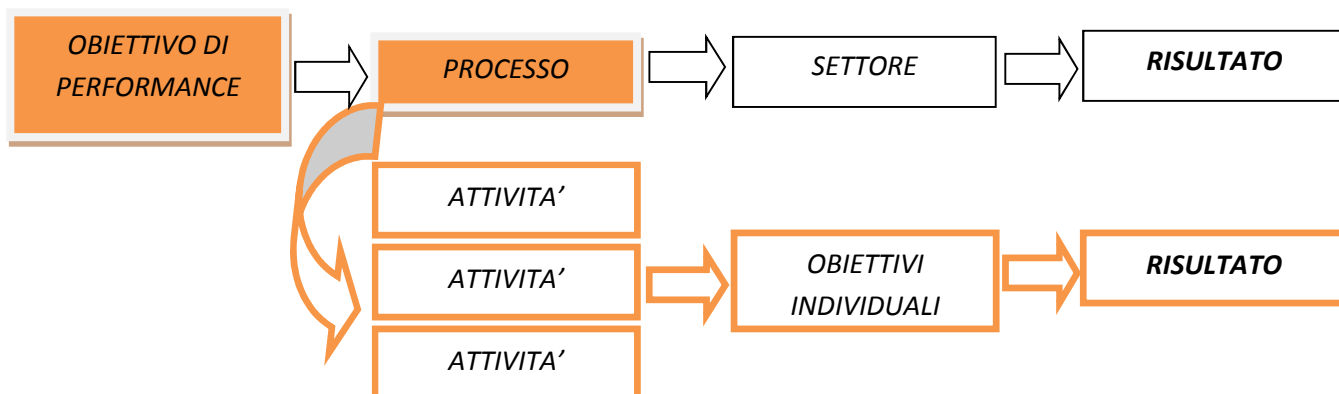 OBIETTIVO DI
PERFORMANCE
PROCESSO
SETTORE
RISULTATO
ATTIVITA’
ATTIVITA’
OBIETTIVI
INDIVIDUALI
RISULTATO
ATTIVITA’